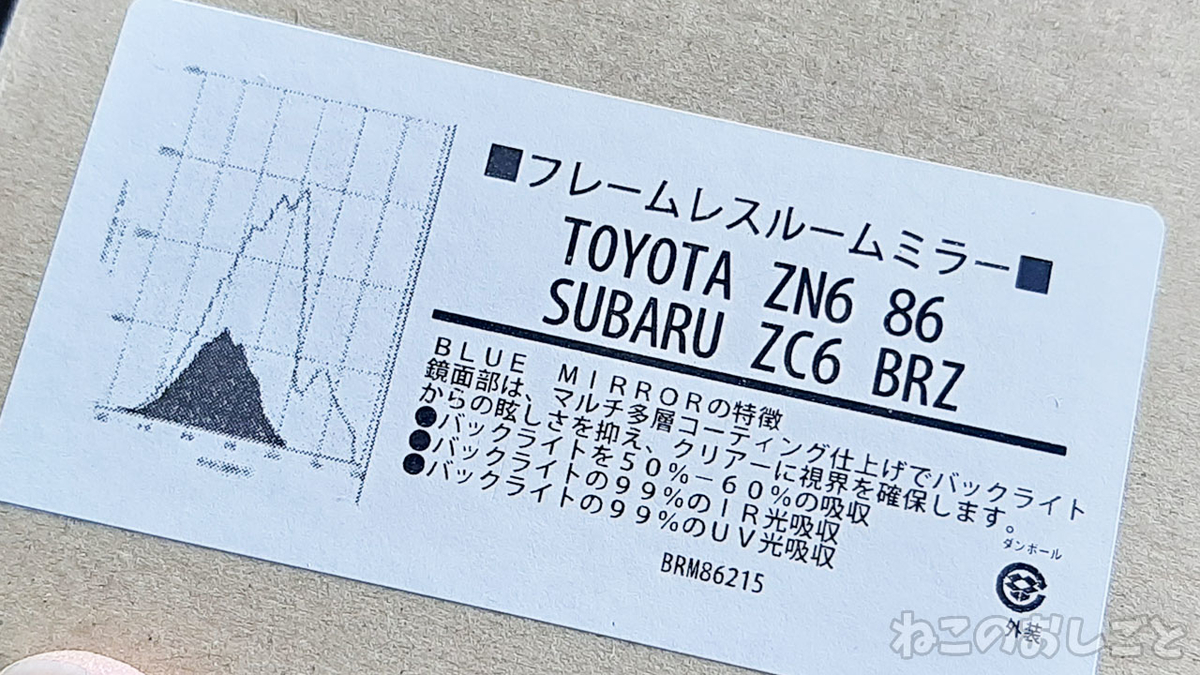 ■フレームレスルームミラー■
TOYOTA ZN6 86
SUBARU ZC6 BRZ
BLUE MIRRORの特徴
鏡面部は、マルチ多層コーティング仕上げでバックライト
からの眩しさを抑え、クリアーに視界を確保します。
●バックライトを50%-60%の吸収
●バックライトの99%のIR光吸収
●バックライトの99%のUV光吸収
BRM86215
ダンボール
外装
ねこのおしごと